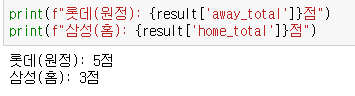 print(f"롯데(원정): {result['away_total']}점")
print(f"삼성(홈): {result['home_total']}점")
롯데(원정): 5점
삼성(홈): 3점